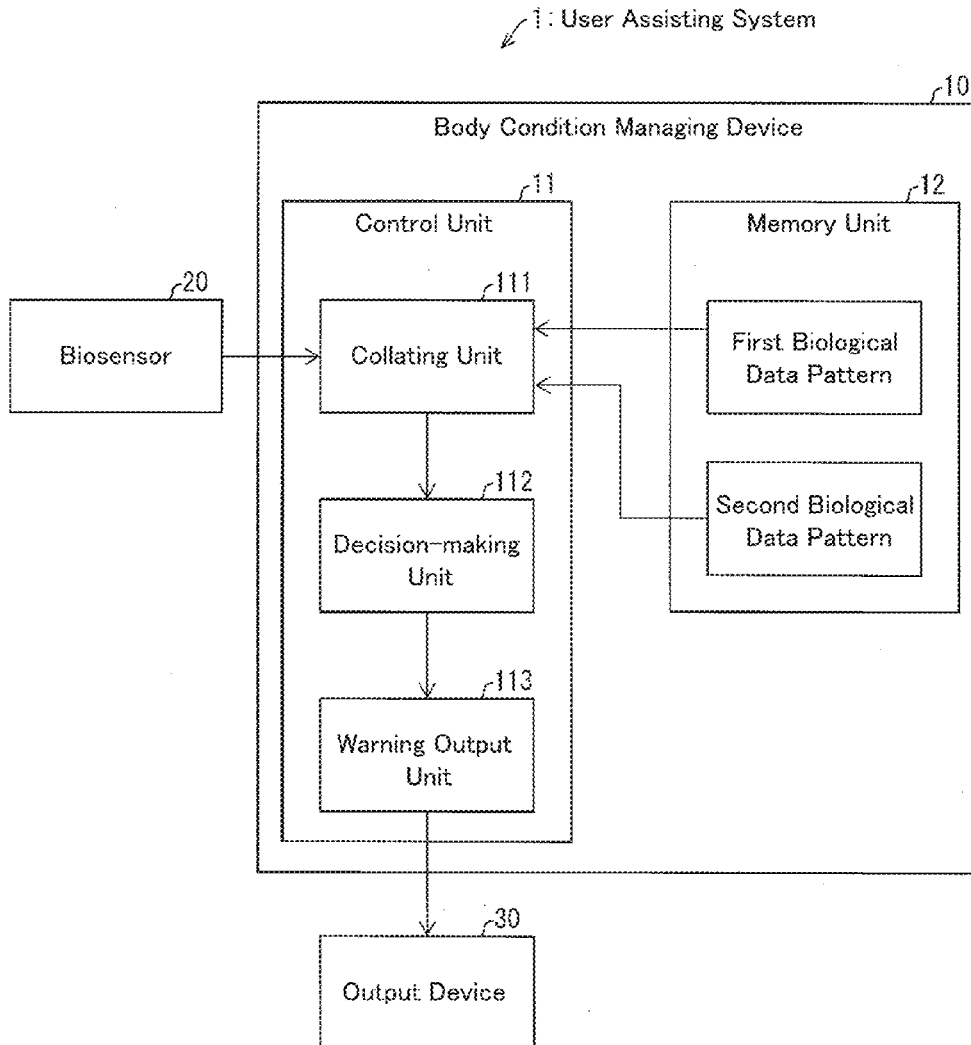 1: User Assisting System
10
Body Condition Managing Device
11
Control Unit
12
Memory Unit
20
Biosensor
111
Collating Unit
First Biological
Data Pattern
112
Decision-making
Unit
Second Biological
Data Pattern
113
Warning Output
Unit
30
Output Device